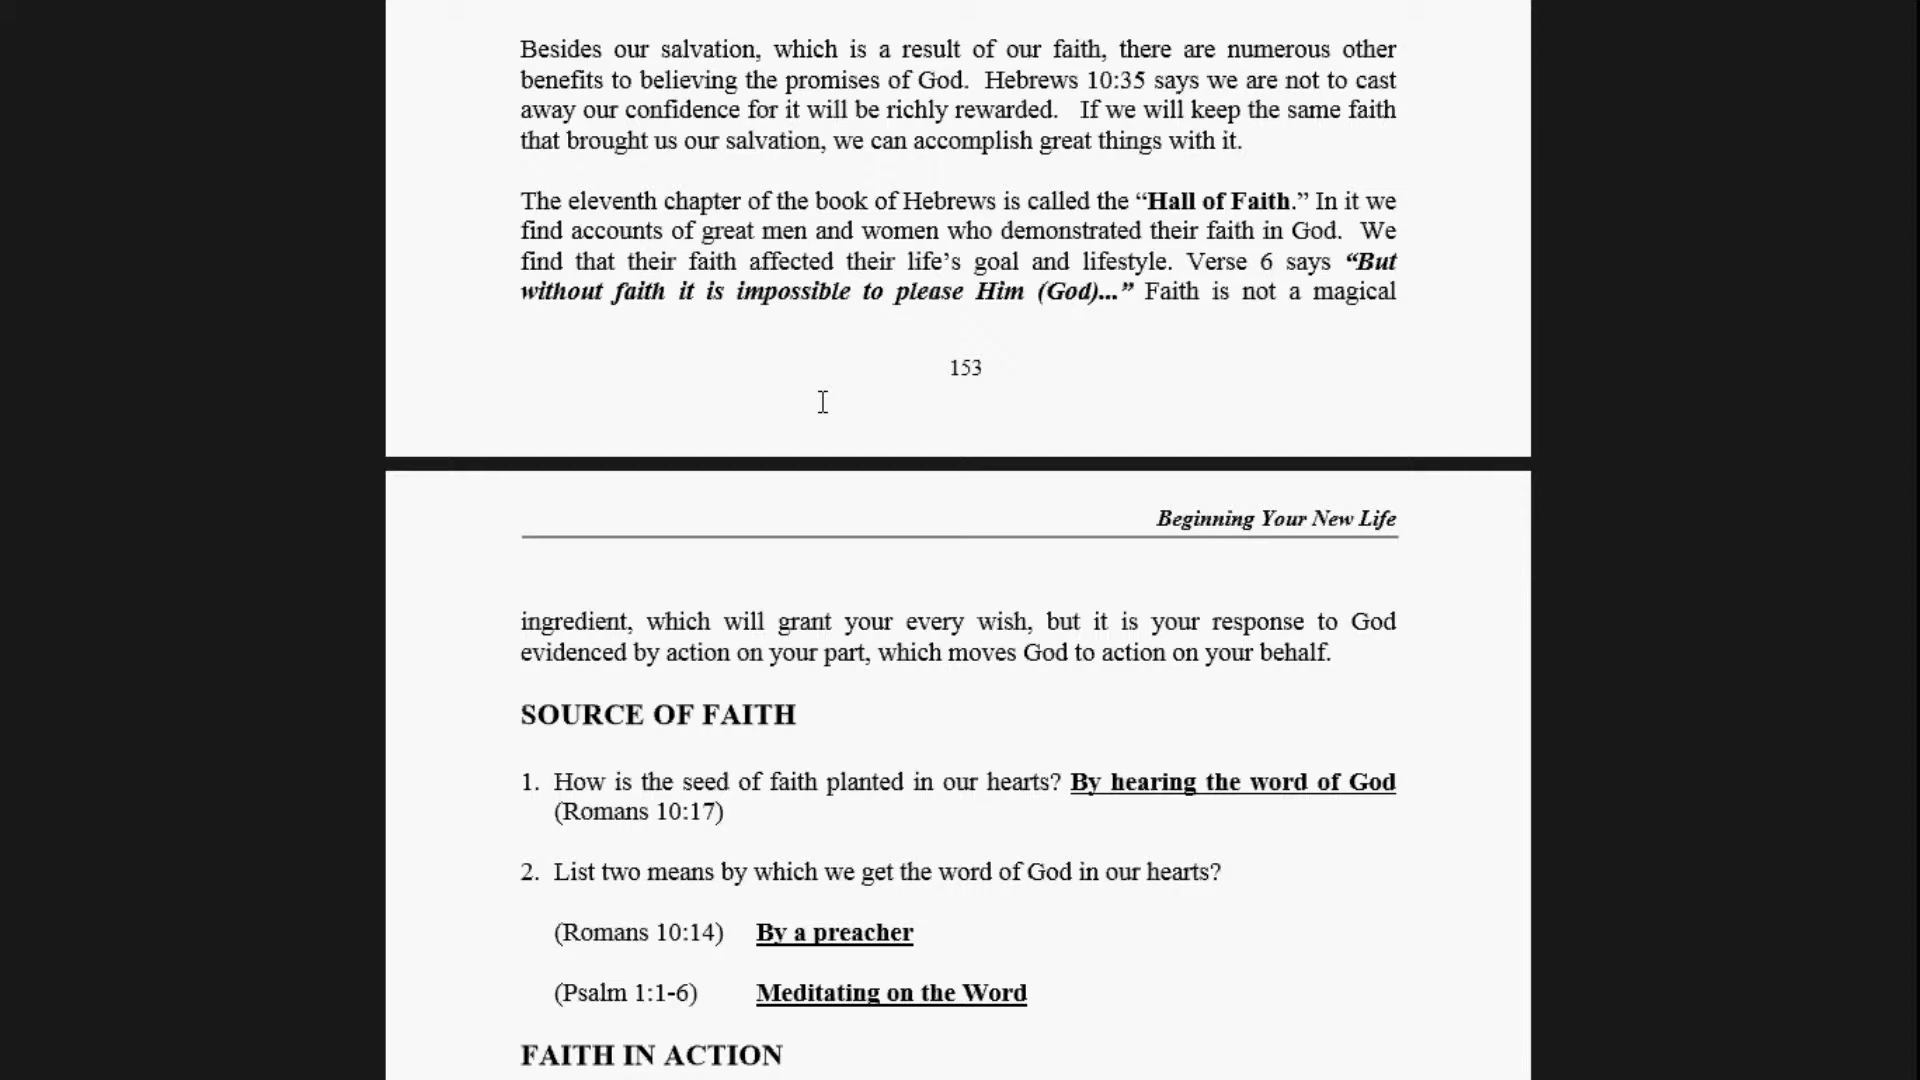 Besides our salvation, which is a result of our faith, there are numerous other
benefits to believing the promises of God. Hebrews 10:35 says we are not to cast
away our confidence for it will be richly rewarded. If we will keep the same faith
that brought us our salvation, we can accomplish great things with it.
The eleventh chapter of the book of Hebrews is called the “Hall of Faith.” In it we
find accounts of great men and women who demonstrated their faith in God. We
find that their faith affected their life’s goal and lifestyle. Verse 6 says “But
without faith it is impossible to please Him (God)...” Faith is not a magical
153
Beginning Your New Life
ingredient, which will grant your every wish, but it is your response to God
evidenced by action on your part, which moves God to action on your behalf.
SOURCE OF FAITH
1. How is the seed of faith planted in our hearts? By hearing the word of God
(Romans 10:17)
2. List two means by which we get the word of God in our hearts?
(Romans 10:14) By a preacher
(Psalm 1:1-6) Meditating on the Word
FAITH IN ACTION